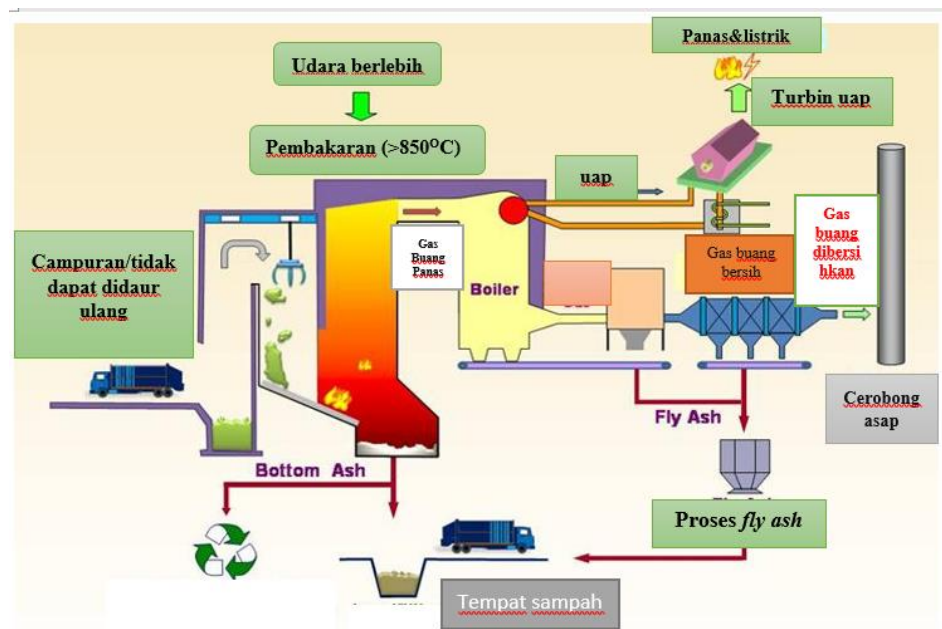 Panas&listrik
Udara berlebih
Turbin uap
Pembakaran (>850°C)
uap
Gas
buang
dibersi
hkan
Campuran/tidak
dapat didaur
ulang
Gas
Buang
Panas
Gas buang
bersih
Boiler
Cerobong
asap
Fly Ash
Bottom Ash
Proses fly ash
Tempat sampah